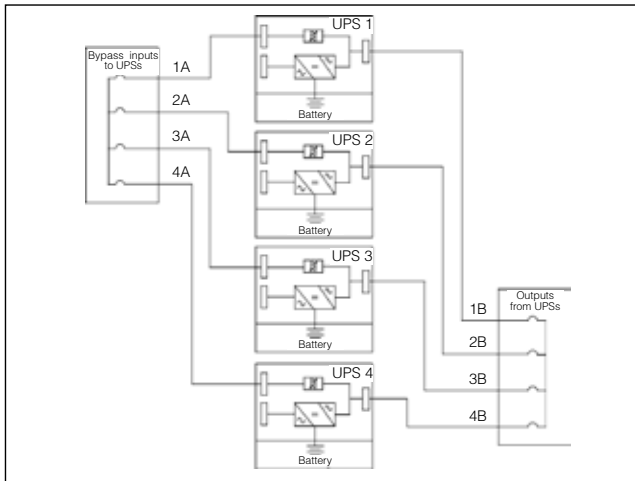 Bypass inputs
to UPSs
1A
2A
3A
4A
UPS 1
Battery
UPS 2
Battery
UPS 3
Battery
UPS 4
Battery
Outputs
from UPSs
1B
2B
3B
4B